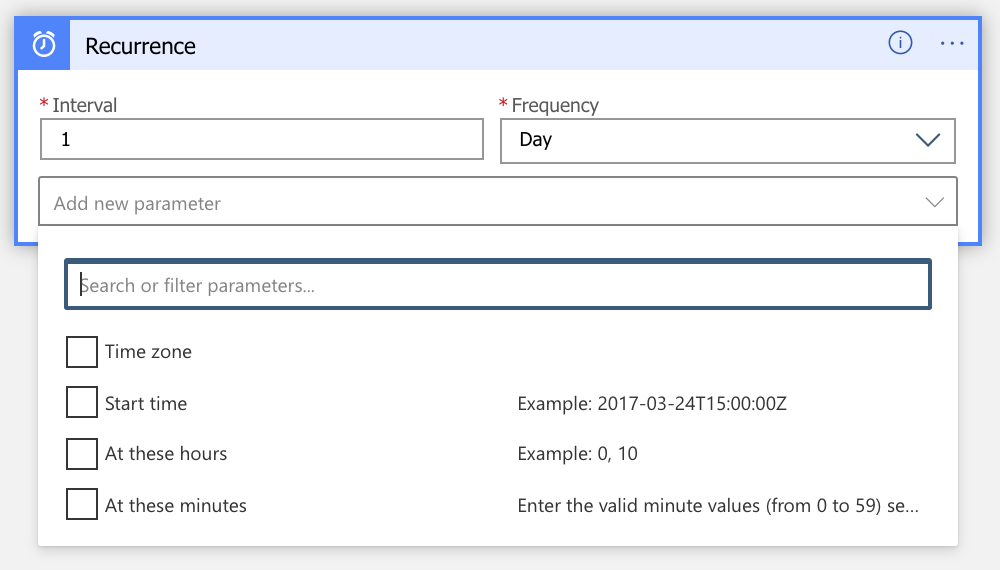 Recurrence
* Interval
* Frequency
1
Day
Add new parameter
Search or filter parameters...
Time zone
Start time
Example: 2017-03-24T15:00:00Z
At these hours
Example: 0, 10
At these minutes
Enter the valid minute values (from 0 to 59) se...